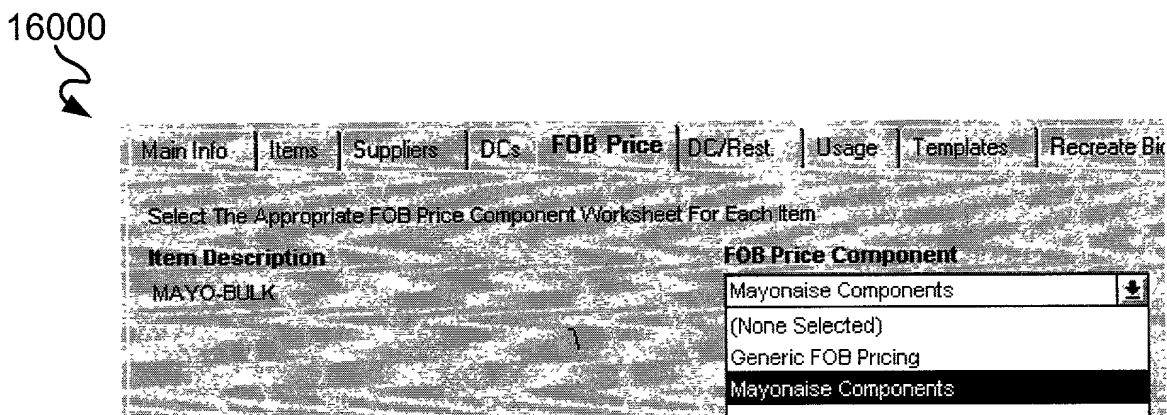 16000
Main Info Items Suppliers DCs FOB Price DC/Rest. Usage Templates Recreate Bid
Select The Appropriate FOB Price Component Worksheet For Each Item
Item Description FOB Price Component
MAYO-BULK Mayonaise Components
(None Selected)
Generic FOB Pricing
Mayonaise Components